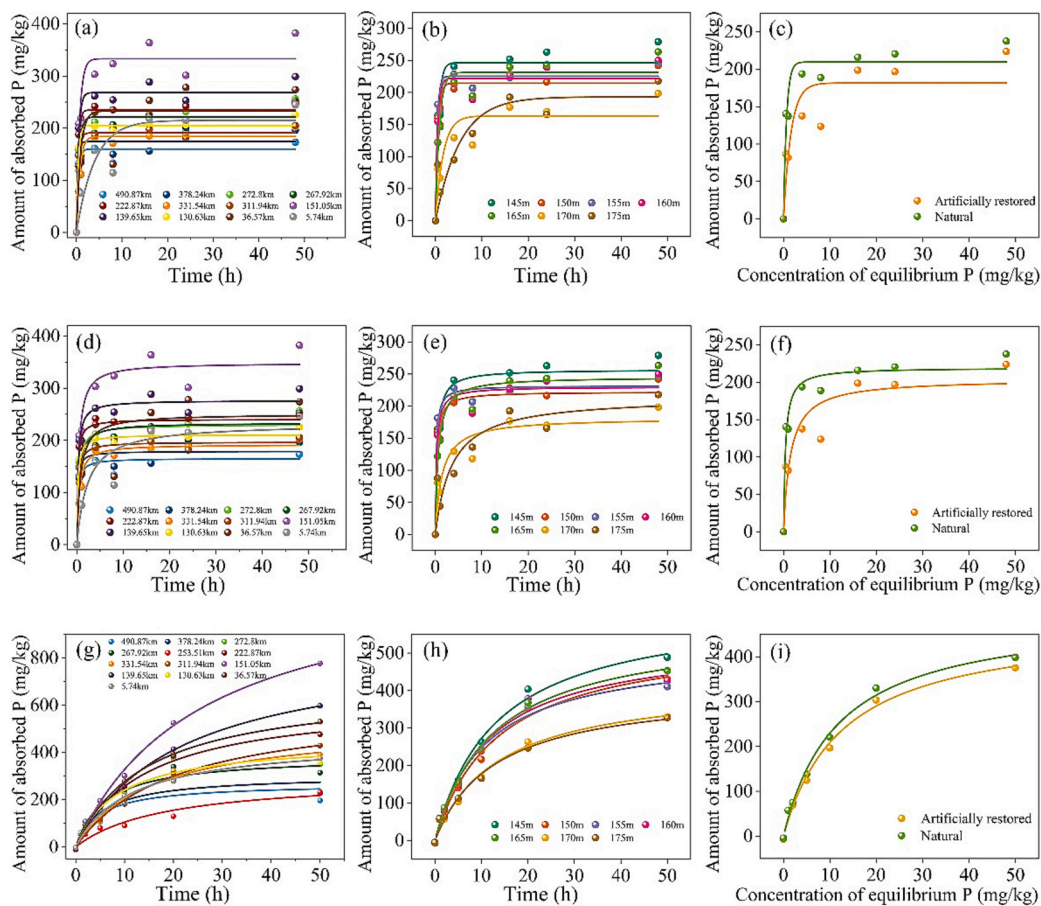 (a)
Amount of absorbed P (mg/kg)
400
300
200
100
0
490.87km 378.24km 272.8km 267.92km
222.87km 331.54km 311.94km 151.05km
139.65km 130.63km 36.57km 5.74km
0 10 20 30 40 50
Time (h)
(b)
Amount of absorbed P (mg/kg)
300
250
200
150
100
50
0
145m 150m 155m 160m
165m 170m 175m
0 10 20 30 40 50
Time (h)
(c)
Amount of absorbed P (mg/kg)
250
200
150
100
50
0
Artificially restored
Natural
0 10 20 30 40 50
Concentration of equilibrium P (mg/kg)
(d)
Amount of absorbed P (mg/kg)
400
300
200
100
0
490.87km 378.24km 272.8km 267.92km
222.87km 331.54km 311.94km 151.05km
139.65km 130.63km 36.57km 5.74km
0 10 20 30 40 50
Time (h)
(e)
Amount of absorbed P (mg/kg)
300
250
200
150
100
50
0
145m 150m 155m 160m
165m 170m 175m
0 10 20 30 40 50
Time (h)
(f)
Amount of absorbed P (mg/kg)
250
200
150
100
50
0
Artificially restored
Natural
0 10 20 30 40 50
Concentration of equilibrium P (mg/kg)
(g)
Amount of absorbed P (mg/kg)
800
600
400
200
0
490.87km 378.24km 272.8km
267.92km 253.51km 222.87km
331.54km 311.94km 151.05km
139.65km 130.63km 36.57km
5.74km
0 10 20 30 40 50
Time (h)
(h)
Amount of absorbed P (mg/kg)
500
400
300
200
100
0
145m 150m 155m 160m
165m 170m 175m
0 10 20 30 40 50
Time (h)
(i)
Amount of absorbed P (mg/kg)
400
300
200
100
0
Artificially restored
Natural
0 10 20 30 40 50
Concentration of equilibrium P (mg/kg)